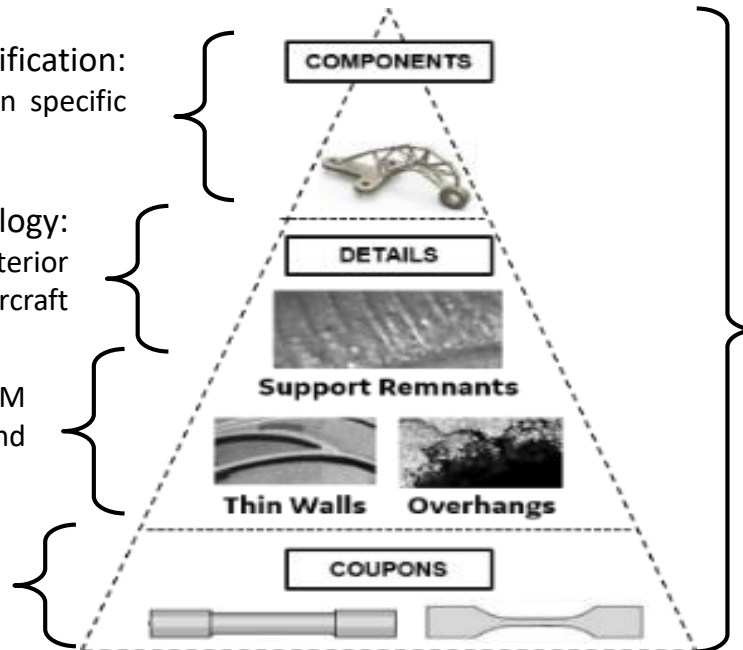 ification:
n specific
COMPONENTS
logy:
terior
rcraft
DETAILS
Support Remnants
M
nd
Thin Walls
Overhangs
COUPONS